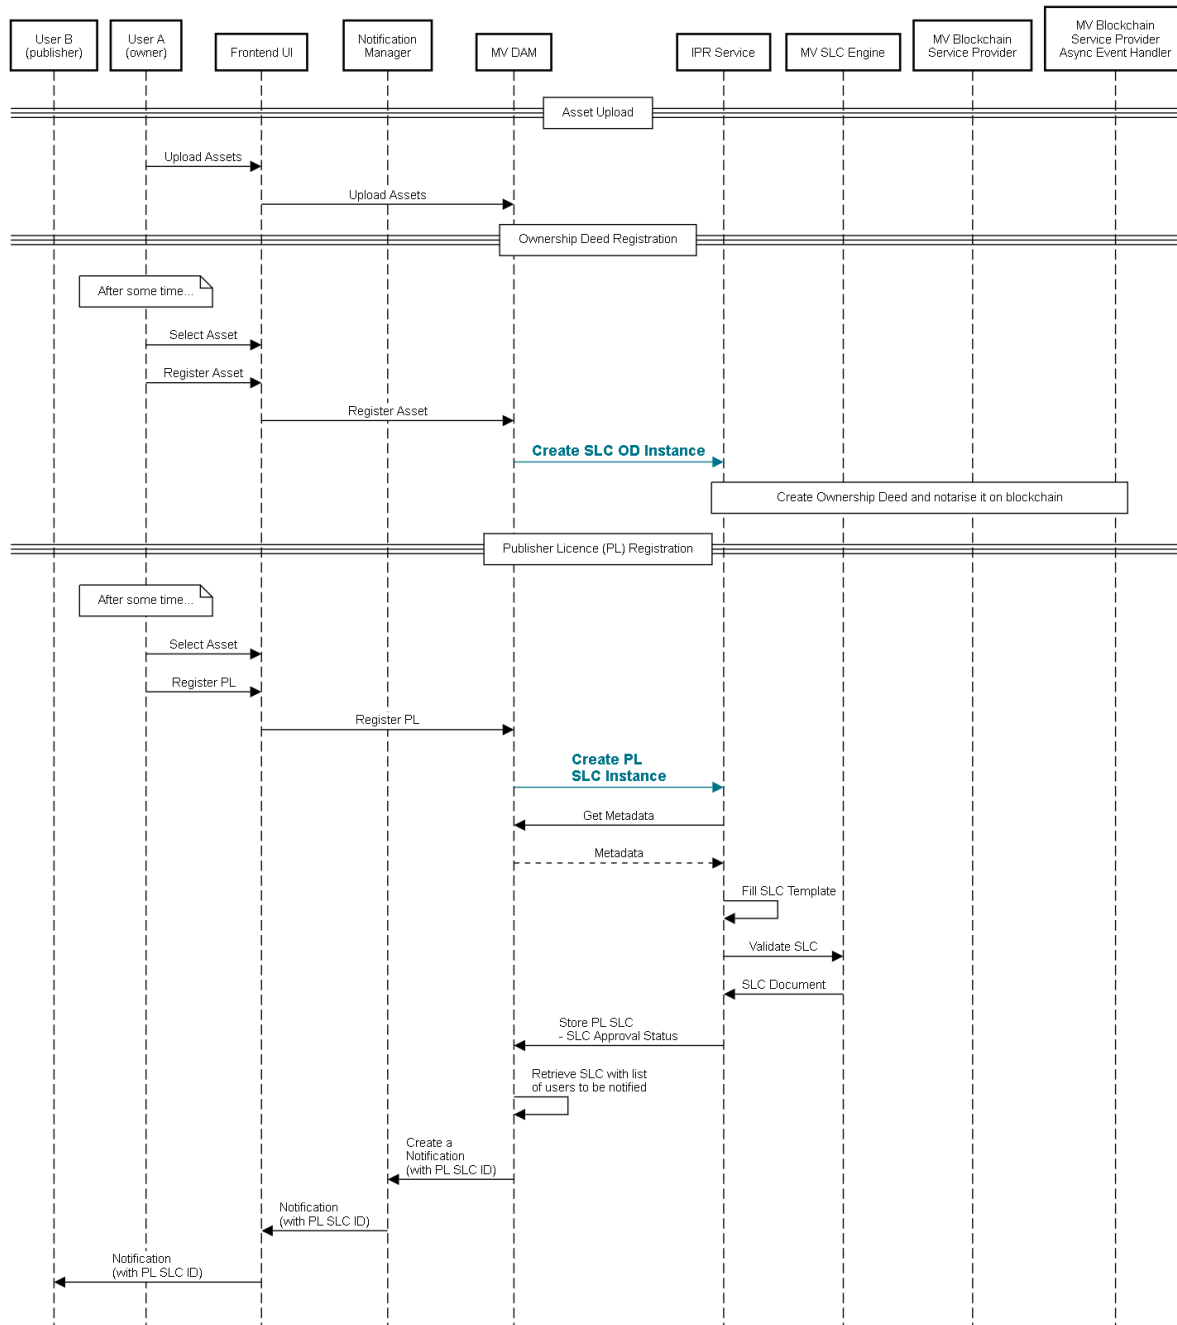 User B
(publisher)
User A
(owner)
Frontend UI
Notification
Manager
MV DAM
IPR Service
MV SLC Engine
MV Blockchain
Service Provider
MV Blockchain
Service Provider
Async Event Handler
Asset Upload
Upload Assets
Upload Assets
Ownership Deed Registration
After some time...
Select Asset
Register Asset
Register Asset
Create SLC OD Instance
Create Ownership Deed and notarise it on blockchain
Publisher Licence (PL) Registration
After some time...
Select Asset
Register PL
Register PL
Create PL
SLC Instance
Get Metadata
Metadata
Fill SLC Template
Validate SLC
SLC Document
Store PL SLC
- SLC Approval Status
Retrieve SLC with list
of users to be notified
Create a
Notification
(with PL SLC ID)
Notification
(with PL SLC ID)
Notification
(with PL SLC ID)